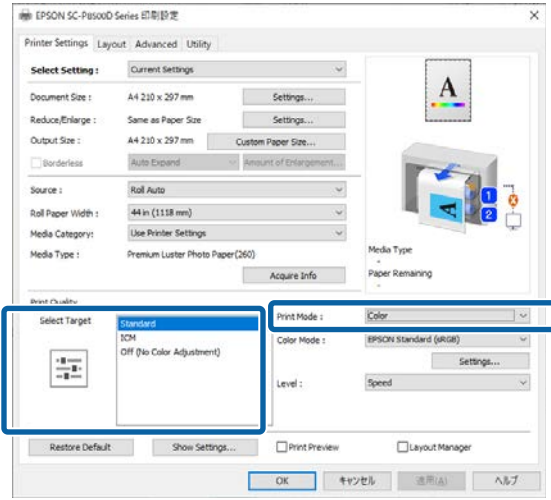 EPSON SC-P8500D Series 印刷設定
Printer Settings Layout Advanced Utility
Select Setting : Current Settings
Document Size : A4 210 x 297 mm Settings...
Reduce/Enlarge : Same as Paper Size Settings...
Output Size : A4 210 x 297 mm Custom Paper Size...
Borderless Auto Expand Amount of Enlargement...
Source : Roll Auto
Roll Paper Width : 44 in (1118 mm)
Media Category: Use Printer Settings
Media Type : Premium Luster Photo Paper(260)
Acquire Info
A
A
1
2
Media Type
-
Paper Remaining
-
Print Quality
Select Target
Standard
ICM
Off (No Color Adjustment)
Print Mode : Color
Color Mode : EPSON Standard (sRGB)
Settings...
Level : Speed
Restore Default Show Settings... Print Preview Layout Manager
OK キャンセル 適用(A) ヘルプ